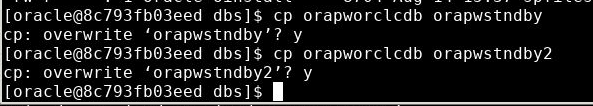 [oracle@8c793fb03eed dbs]$ cp orapworclcdb orapwstndby
cp: overwrite ‘orapwstndby’? y
[oracle@8c793fb03eed dbs]$ cp orapworclcdb orapwstndby2
cp: overwrite ‘orapwstndby2’? y
[oracle@8c793fb03eed dbs]$